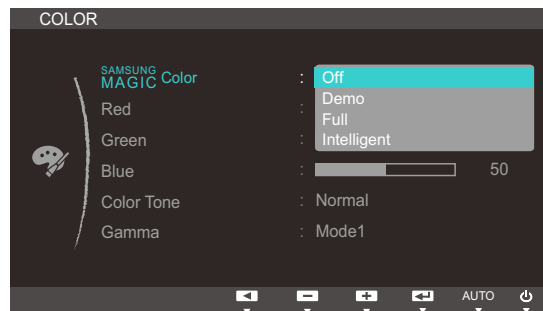 COLOR
SAMSUNG
MAGIC Color : Off
Demo
Red :
Full
Green : Intelligent
Blue : 50
Color Tone : Normal
Gamma : Mode1
AUTO